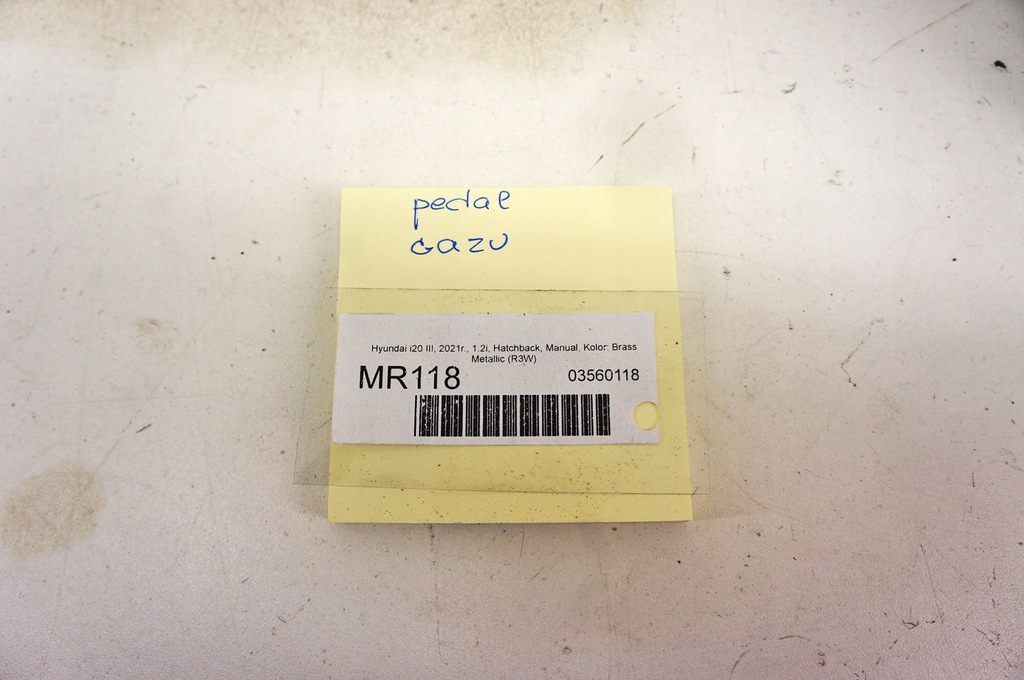 pedal
Gazu
Hyundai i20 III, 2021r., 1.2i, Hatchback, Manual, Kolor: Brass
Metallic (R3W)
MR118 03560118